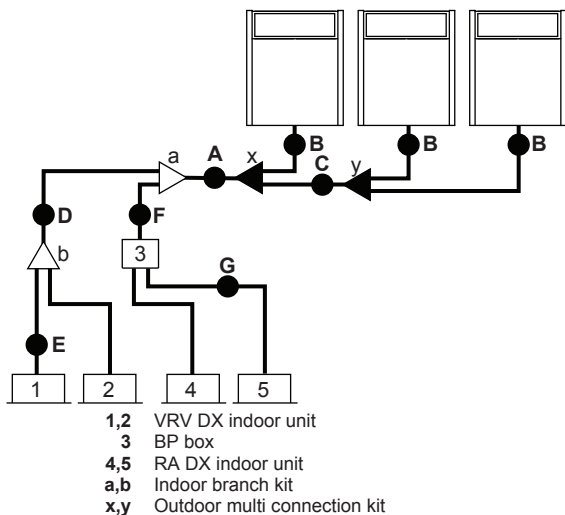 B B B
a A x C y
D F
b 3
G
E
1 2 4 5
1,2 VRV DX indoor unit
3 BP box
4,5 RA DX indoor unit
a,b Indoor branch kit
x,y Outdoor multi connection kit